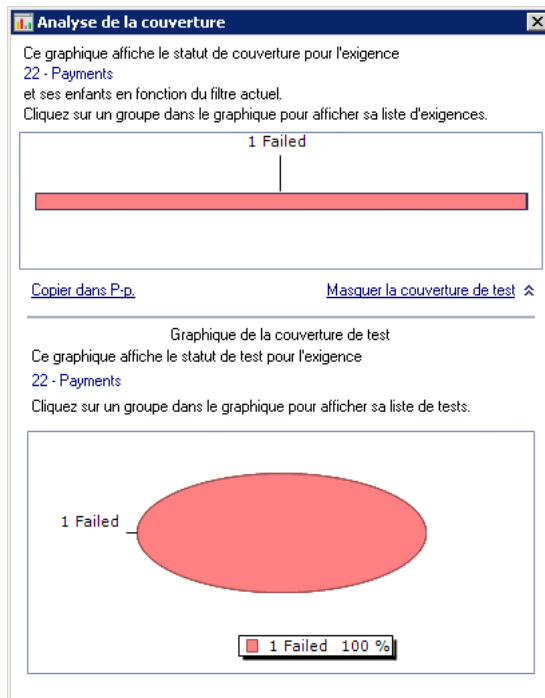 Analyse de la couverture
Ce graphique affiche le statut de couverture pour l'exigence
22 - Payments
et ses enfants en fonction du filtre actuel.
Cliquez sur un groupe dans le graphique pour afficher sa liste d'exigences.
1 Failed
Copier dans P-p.
Masquer la couverture de test
Graphique de la couverture de test
Ce graphique affiche le statut de test pour l'exigence
22 - Payments
Cliquez sur un groupe dans le graphique pour afficher sa liste de tests.
1 Failed
1 Failed 100 %